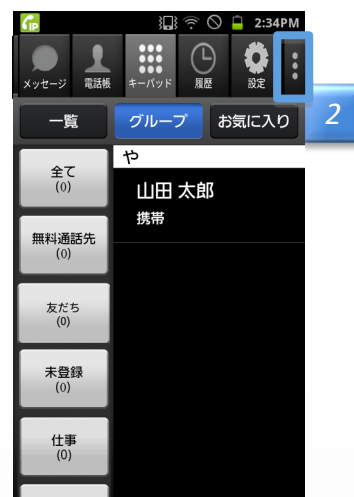 iP 2:34PM
メッセージ 電話帳 キーパッド 履歴 設定
2
一覧 グループ お気に入り
や
山田 太郎
携帯
全て
(0)
無料通話先
(0)
友だち
(0)
未登録
(0)
仕事
(0)